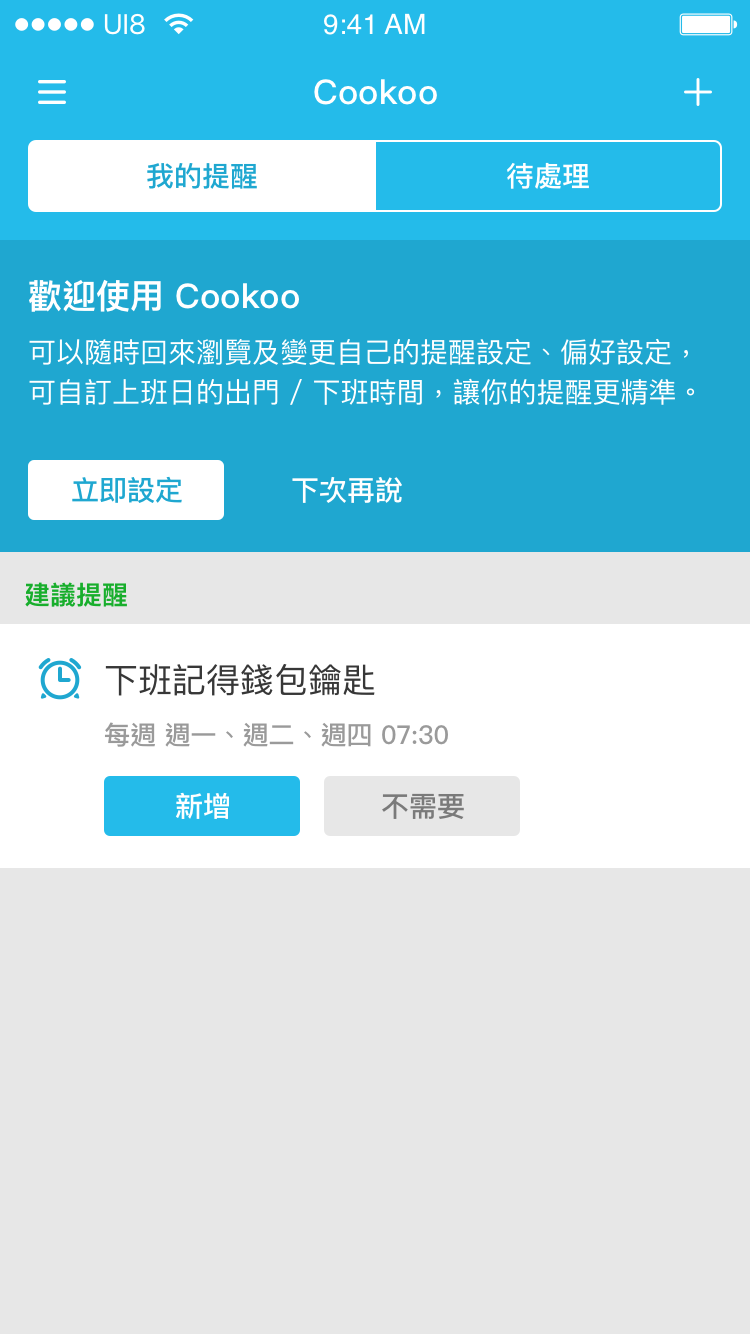 UI8
9:41 AM
Cookoo
我的提醒
待處理
歡迎使用 Cookoo
可以隨時回來瀏覽及變更自己的提醒設定、偏好設定，
可自訂上班日的出門 / 下班時間，讓你的提醒更精準。
立即設定
下次再說
建議提醒
下班記得錢包鑰匙
每週 週一、週二、週四 07:30
新增
不需要